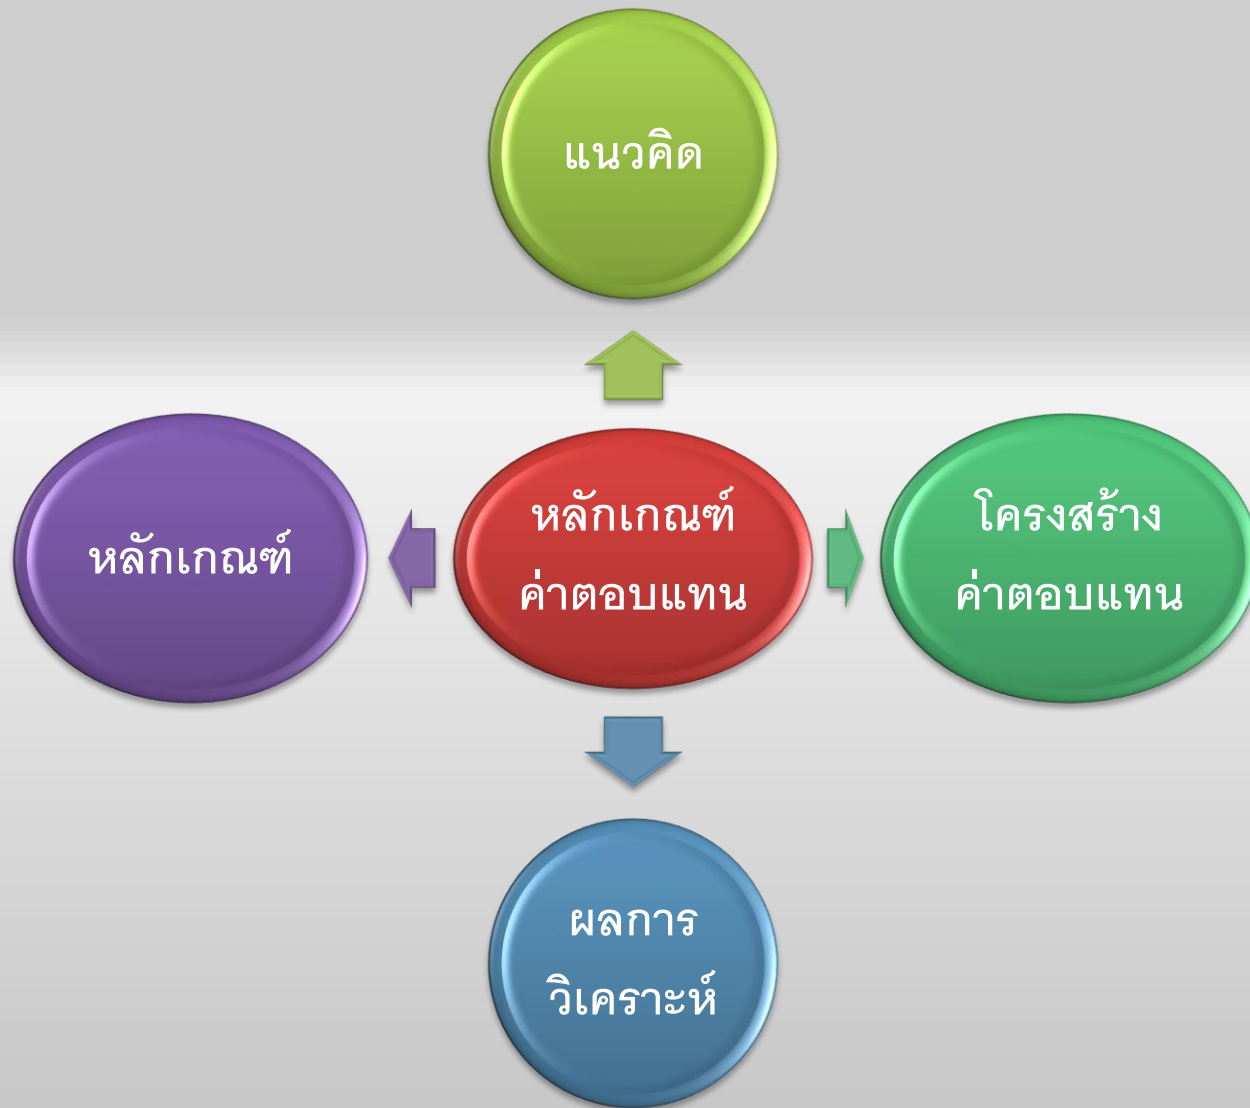 แนวคิด
หลักเกณฑ์
หลักเกณฑ์
ค่าตอบแทน
โครงสร้าง
ค่าตอบแทน
ผลการ
วิเคราะห์